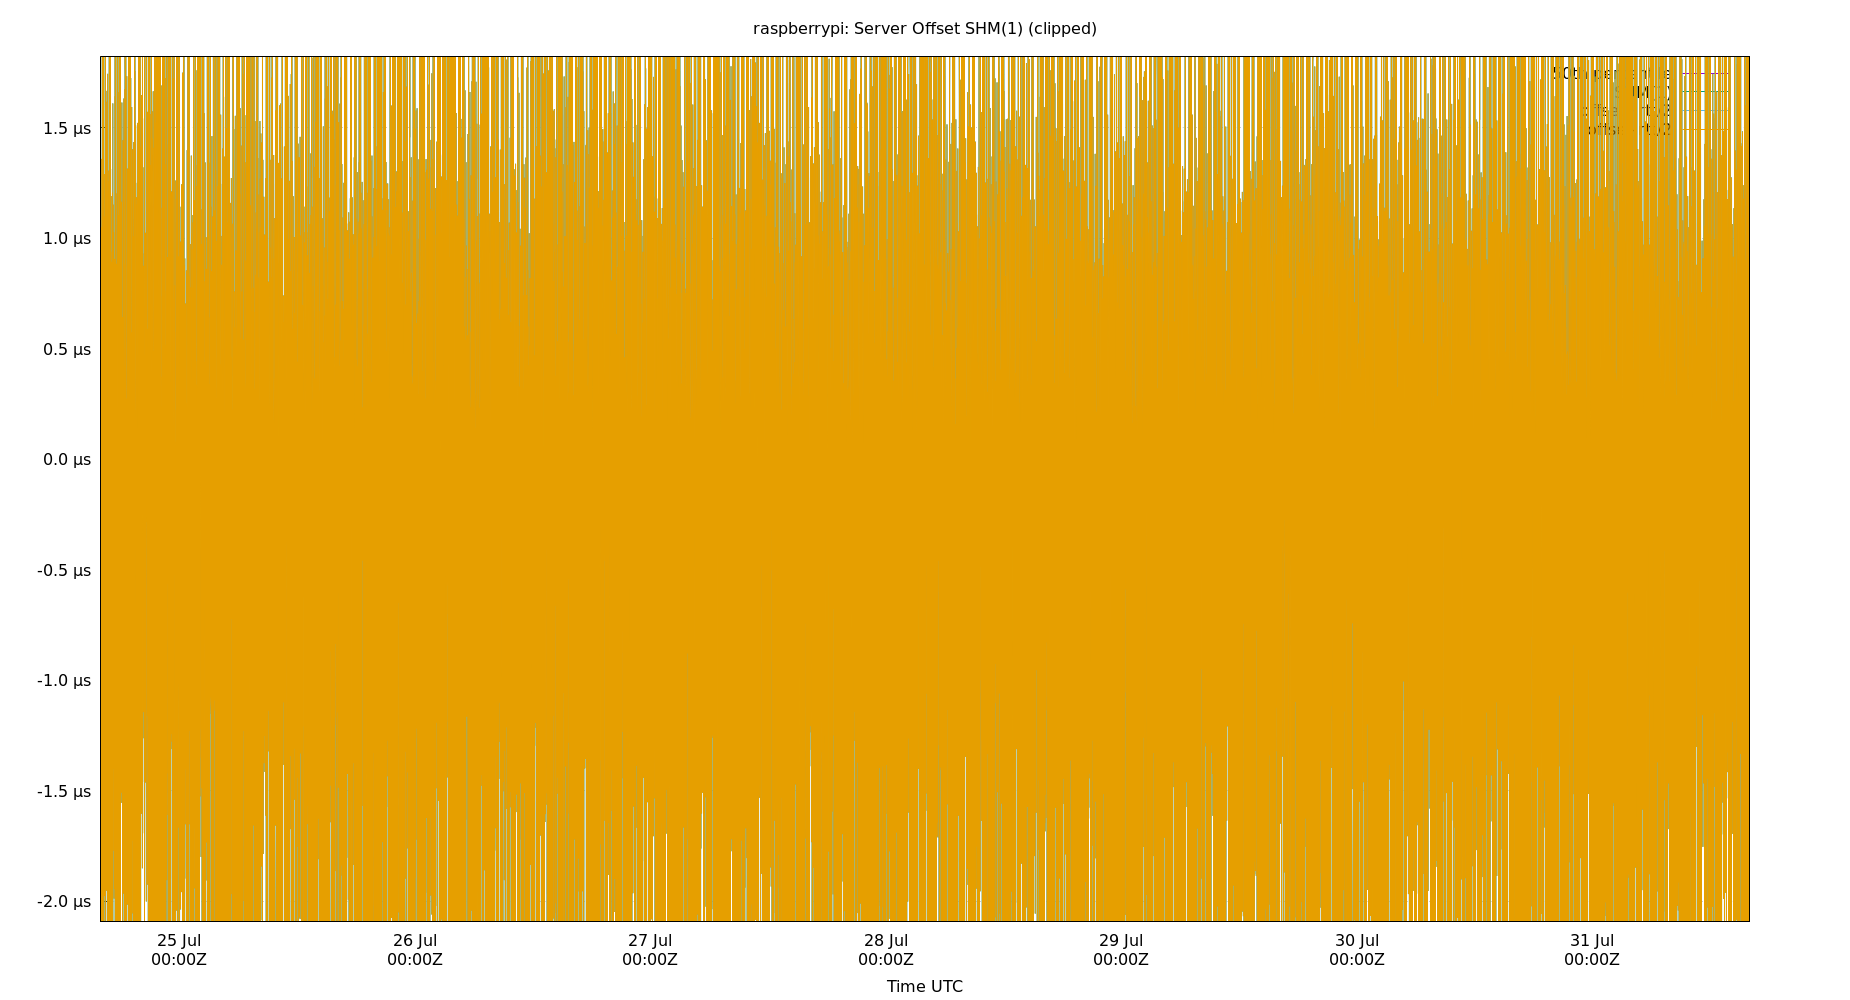 raspberrypi: Server Offset SHM(1) (clipped)
1.5 µs
1.0 µs
0.5 µs
0.0 µs
-0.5 µs
-1.0 µs
-1.5 µs
-2.0 µs
25 Jul 26 Jul 27 Jul 28 Jul 29 Jul 30 Jul 31 Jul
00:00Z 00:00Z 00:00Z 00:00Z 00:00Z 00:00Z 00:00Z
Time UTC